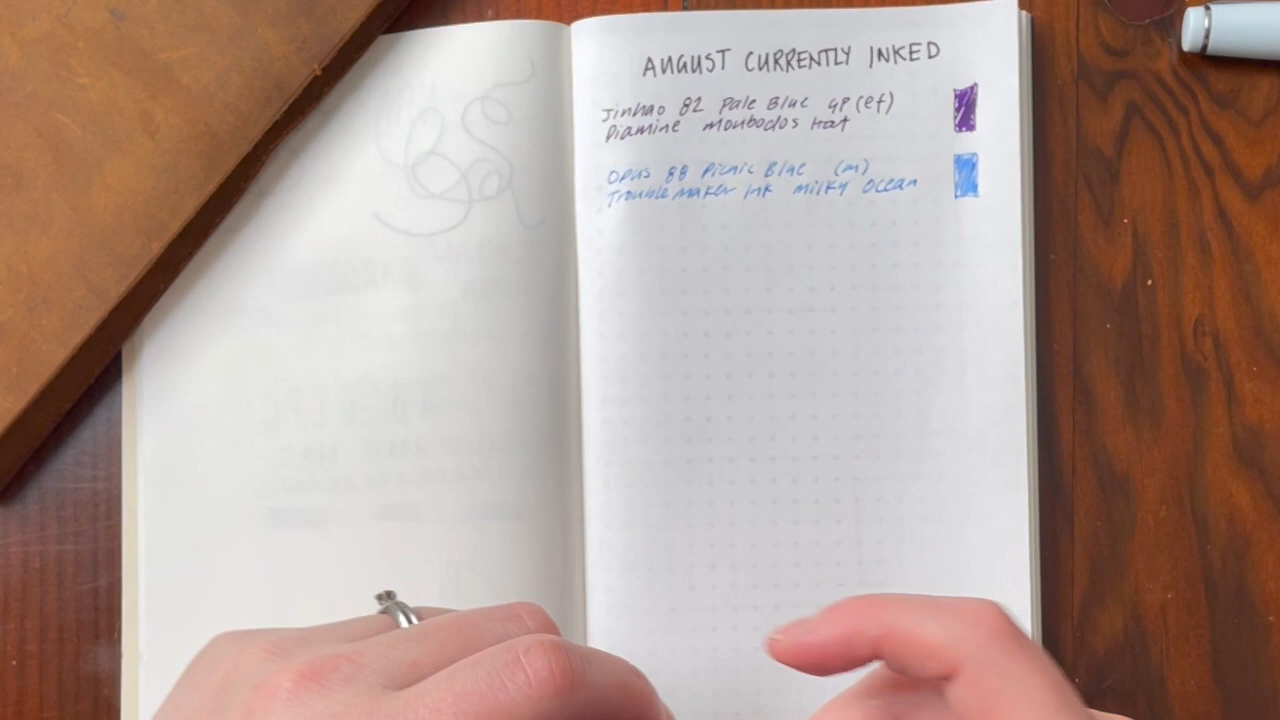 AUGUST CURRENTLY INKED
Jinhao 82 Pale Blue GP (ef)
Diamine Monbodos Hat
Opus 88 Picnic Blue (m)
Troublemaker Ink Milky Ocean